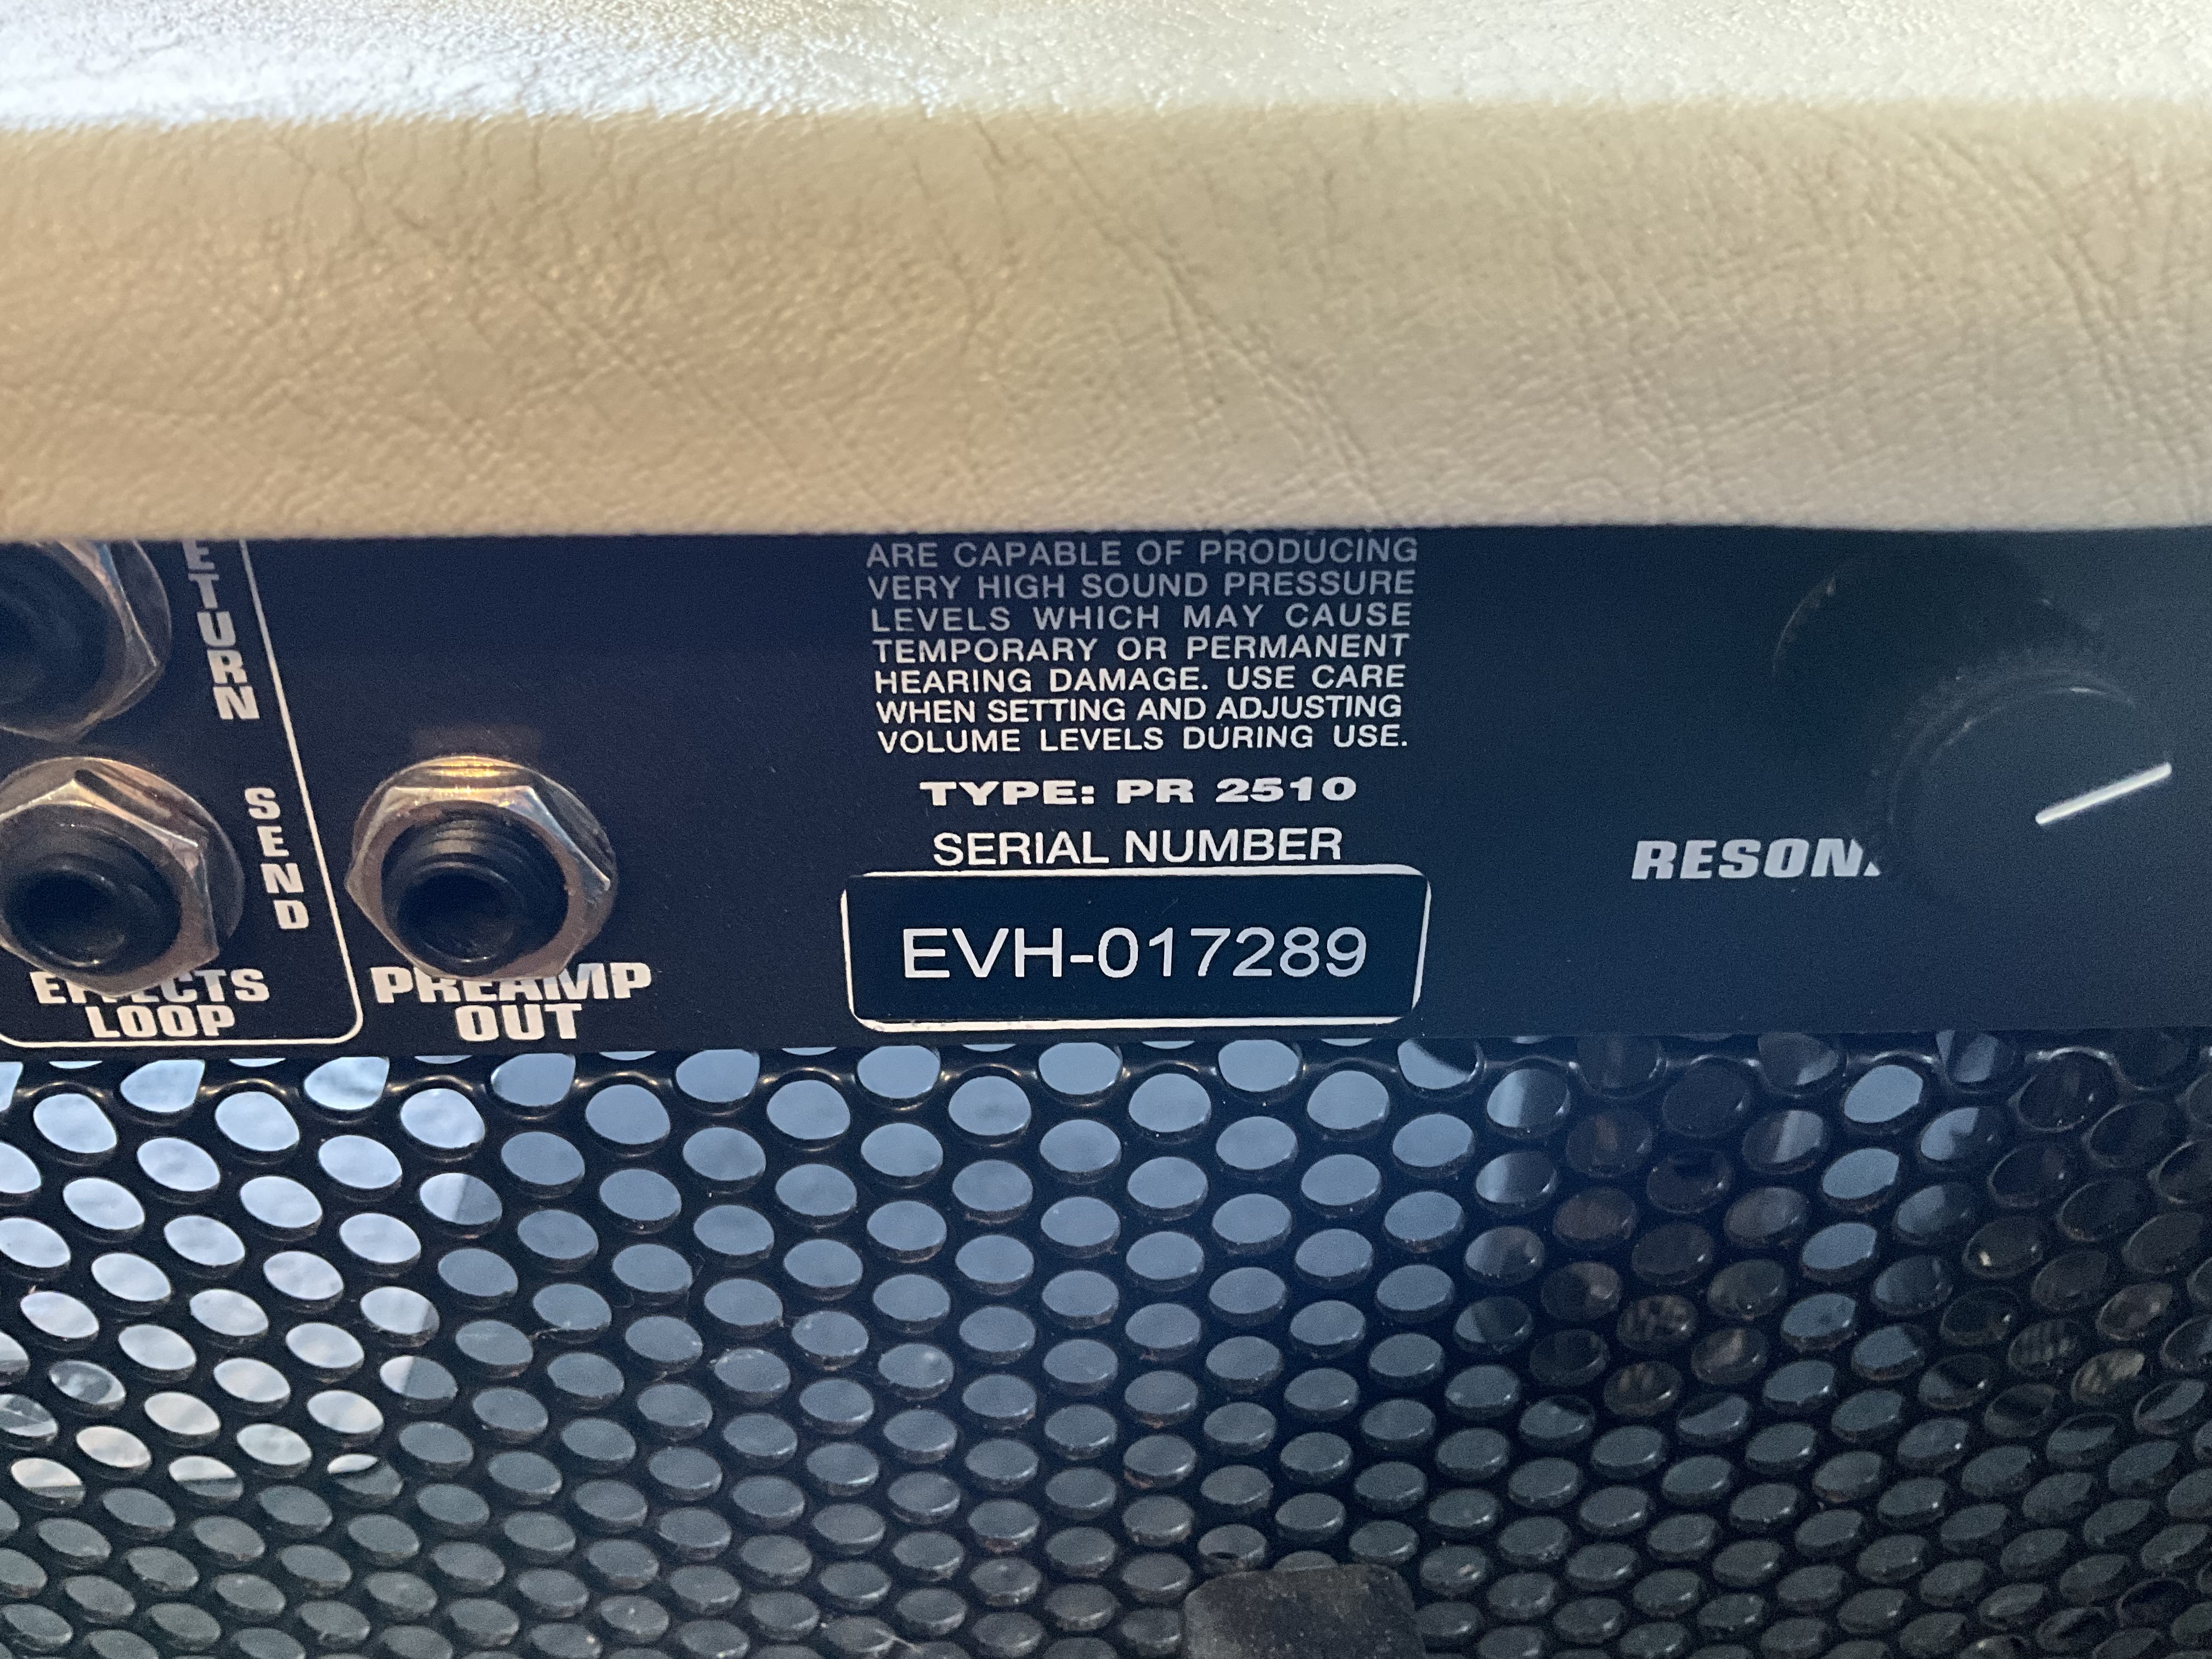 ARE CAPABLE OF PRODUCING
VERY HIGH SOUND PRESSURE
LEVELS WHICH MAY CAUSE
TEMPORARY OR PERMANENT
HEARING DAMAGE. USE CARE
WHEN SETTING AND ADJUSTING
VOLUME LEVELS DURING USE.
TYPE: PR 2510
SERIAL NUMBER
EVH-017289
ETURN
SEND
EFFECTS
LOOP
PREAMP
OUT
RESON